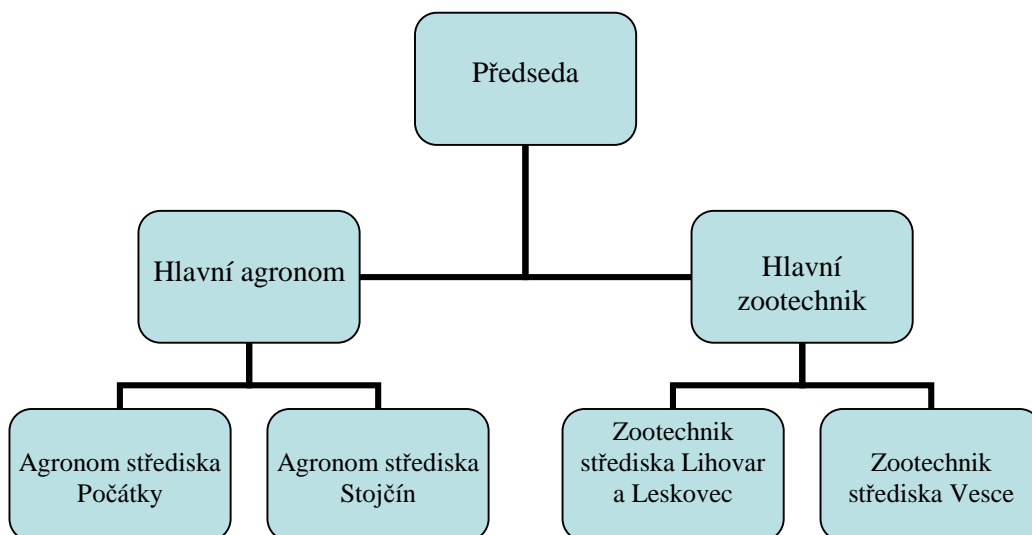 Předseda
Hlavní agronom
Hlavní
zootechnik
Agronom střediska
Počátky
Agronom střediska
Stojčín
Zootechnik
střediska Lihovar
a Leskovec
Zootechnik
střediska Vesce